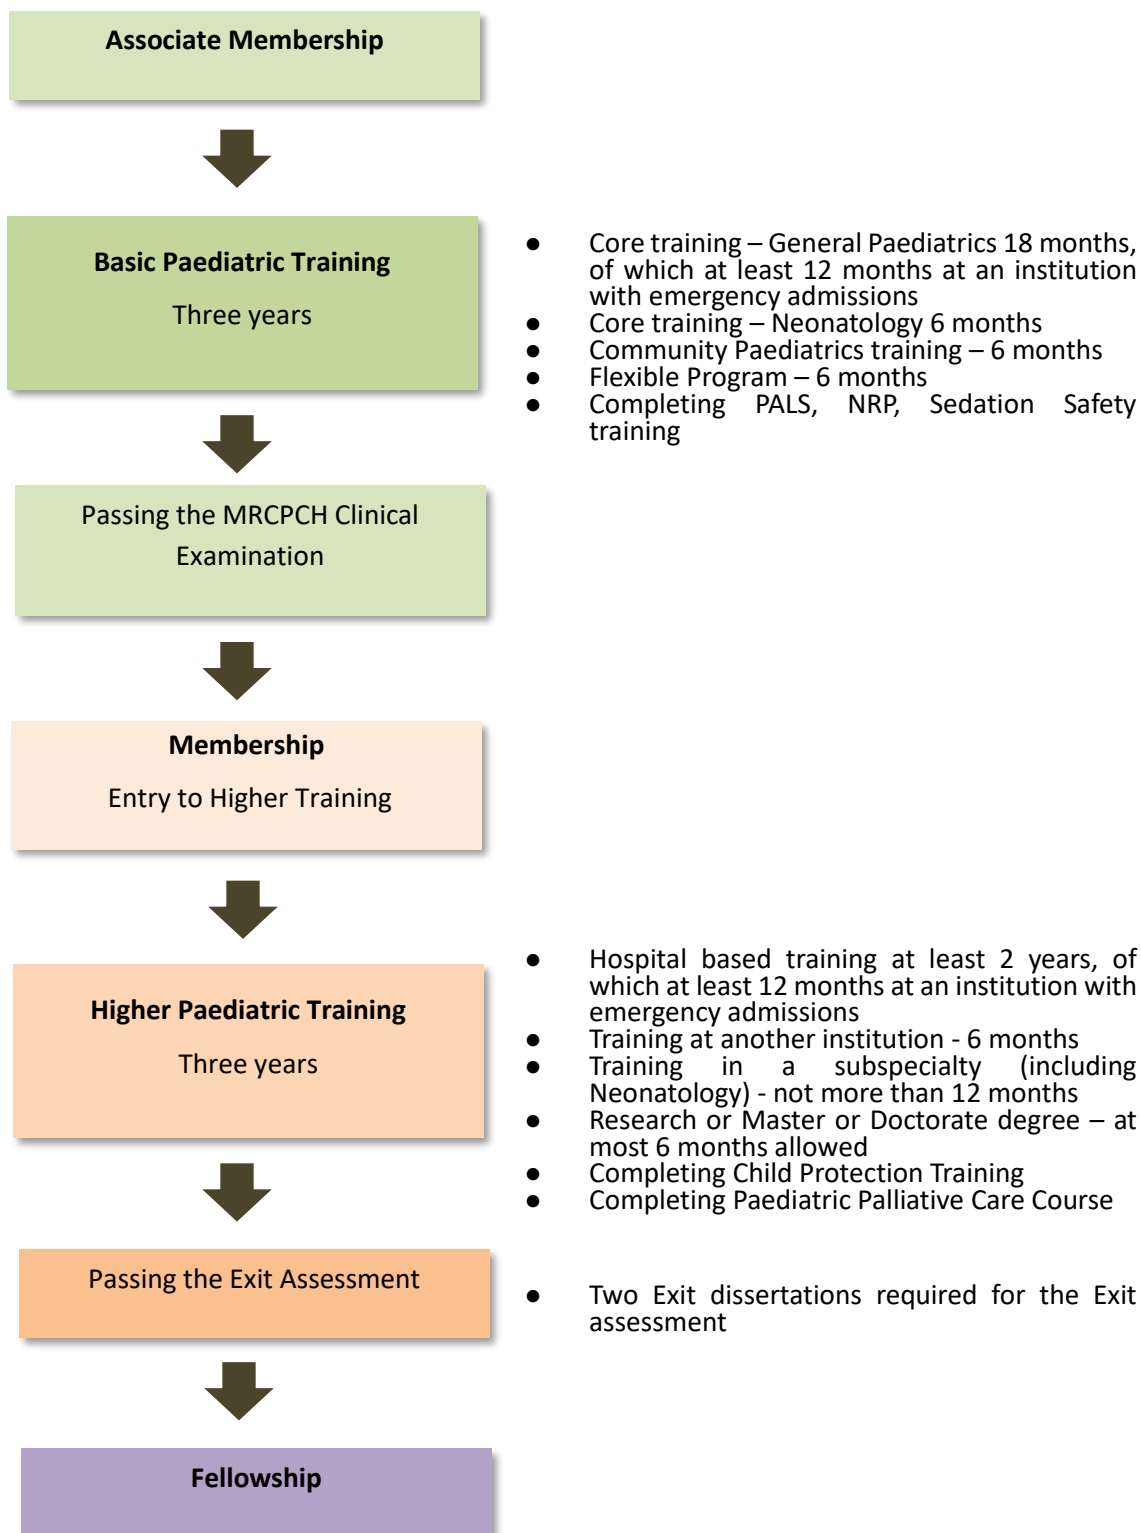 Associate Membership
Basic Paediatric Training
Three years
● Core training – General Paediatrics 18 months,
of which at least 12 months at an institution
with emergency admissions
● Core training – Neonatology 6 months
● Community Paediatrics training – 6 months
● Flexible Program – 6 months
● Completing PALS, NRP, Sedation Safety
training
Passing the MRCPCH Clinical
Examination
Membership
Entry to Higher Training
Higher Paediatric Training
Three years
● Hospital based training at least 2 years, of
which at least 12 months at an institution with
emergency admissions
● Training at another institution - 6 months
● Training in a subspecialty (including
Neonatology) - not more than 12 months
● Research or Master or Doctorate degree – at
most 6 months allowed
● Completing Child Protection Training
● Completing Paediatric Palliative Care Course
Passing the Exit Assessment
● Two Exit dissertations required for the Exit
assessment
Fellowship